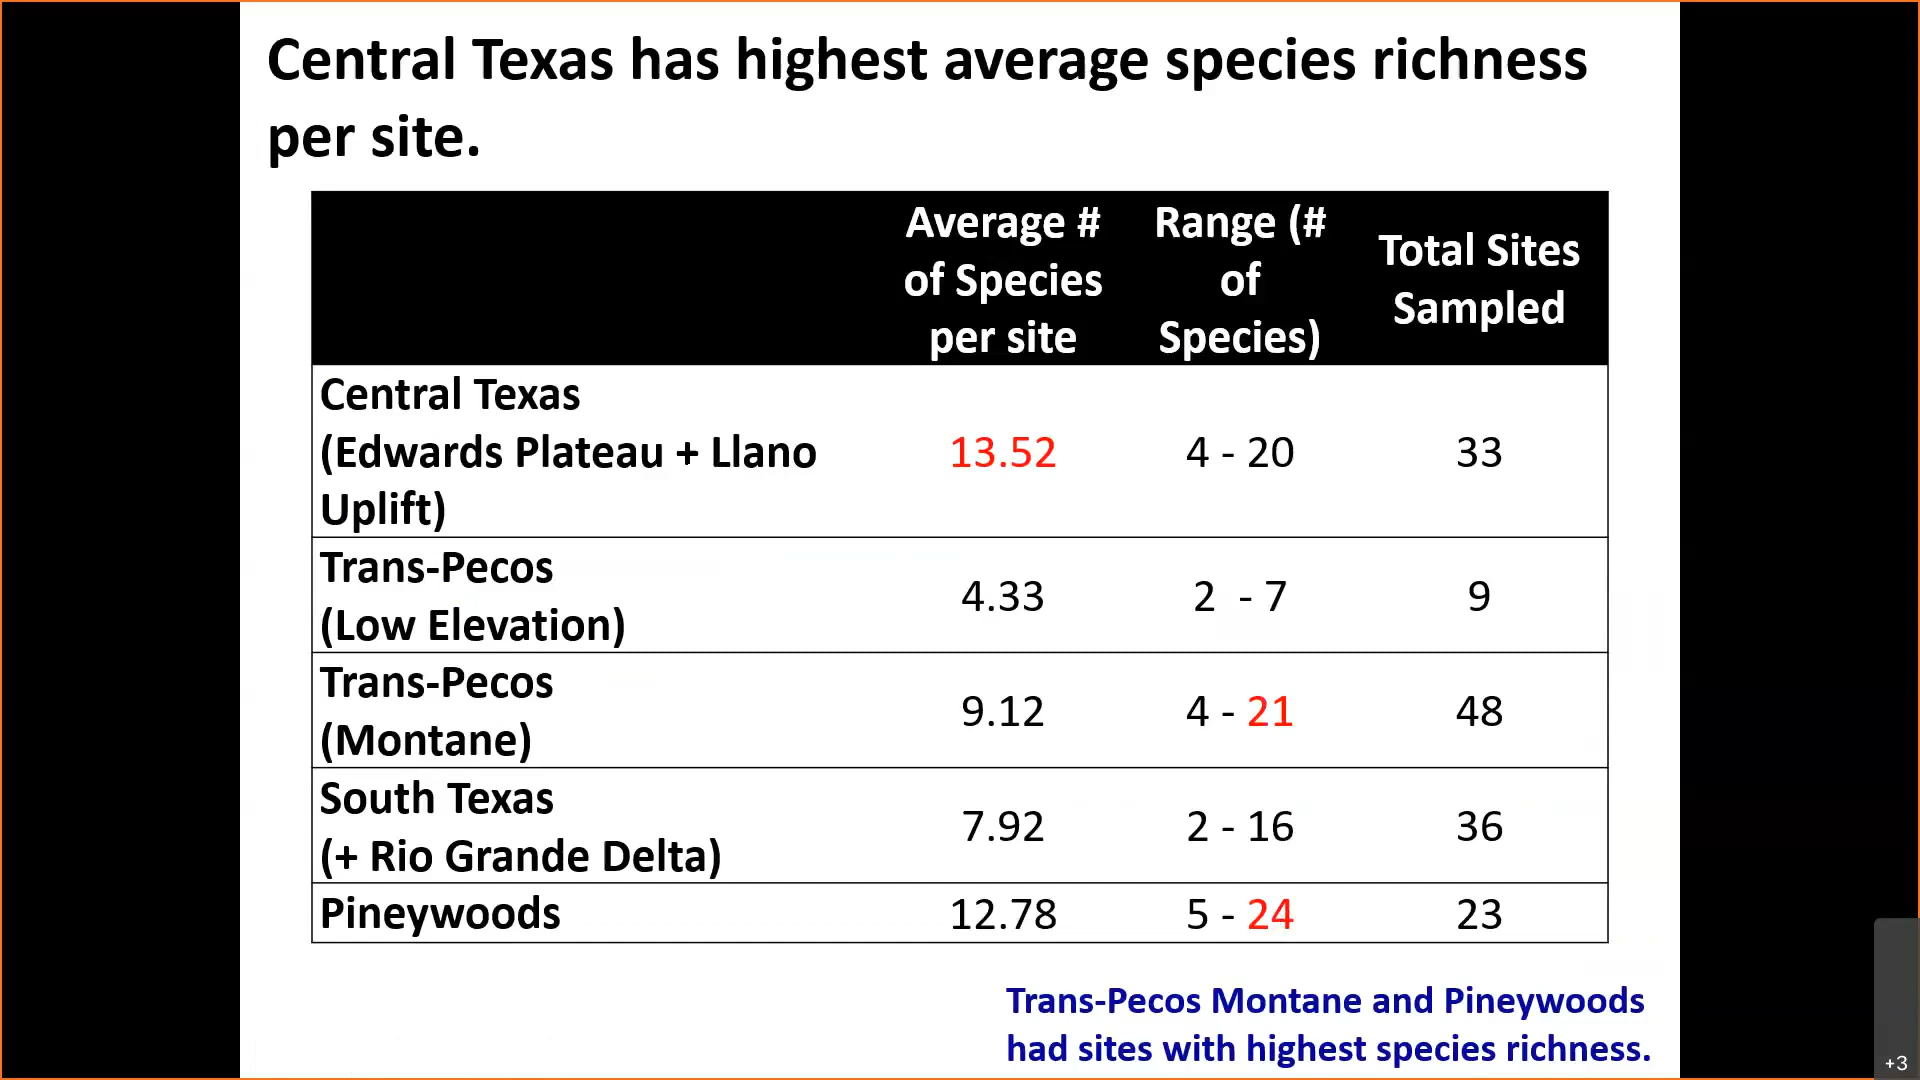 Central Texas has highest average species richness
per site.
Average #
of Species
per site
Range (#
of
Species)
Total Sites
Sampled
Central Texas
(Edwards Plateau + Llano
Uplift)
13.52
4 - 20
33
Trans-Pecos
(Low Elevation)
4.33
2 - 7
9
Trans-Pecos
(Montane)
9.12
4 - 21
48
South Texas
(+ Rio Grande Delta)
7.92
2 - 16
36
Pineywoods
12.78
5 - 24
23
Trans-Pecos Montane and Pineywoods
had sites with highest species richness.
+3